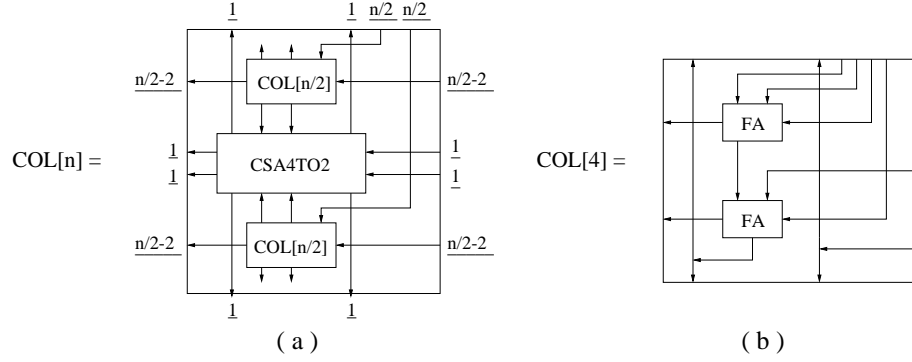 1 1 n/2 n/2
n/2-2 COL[n/2] n/2-2
FA
COL[n] = 1 CSA4TO2 1 COL[4] =
1 1
FA
n/2-2 COL[n/2] n/2-2
1 1
( a ) ( b )